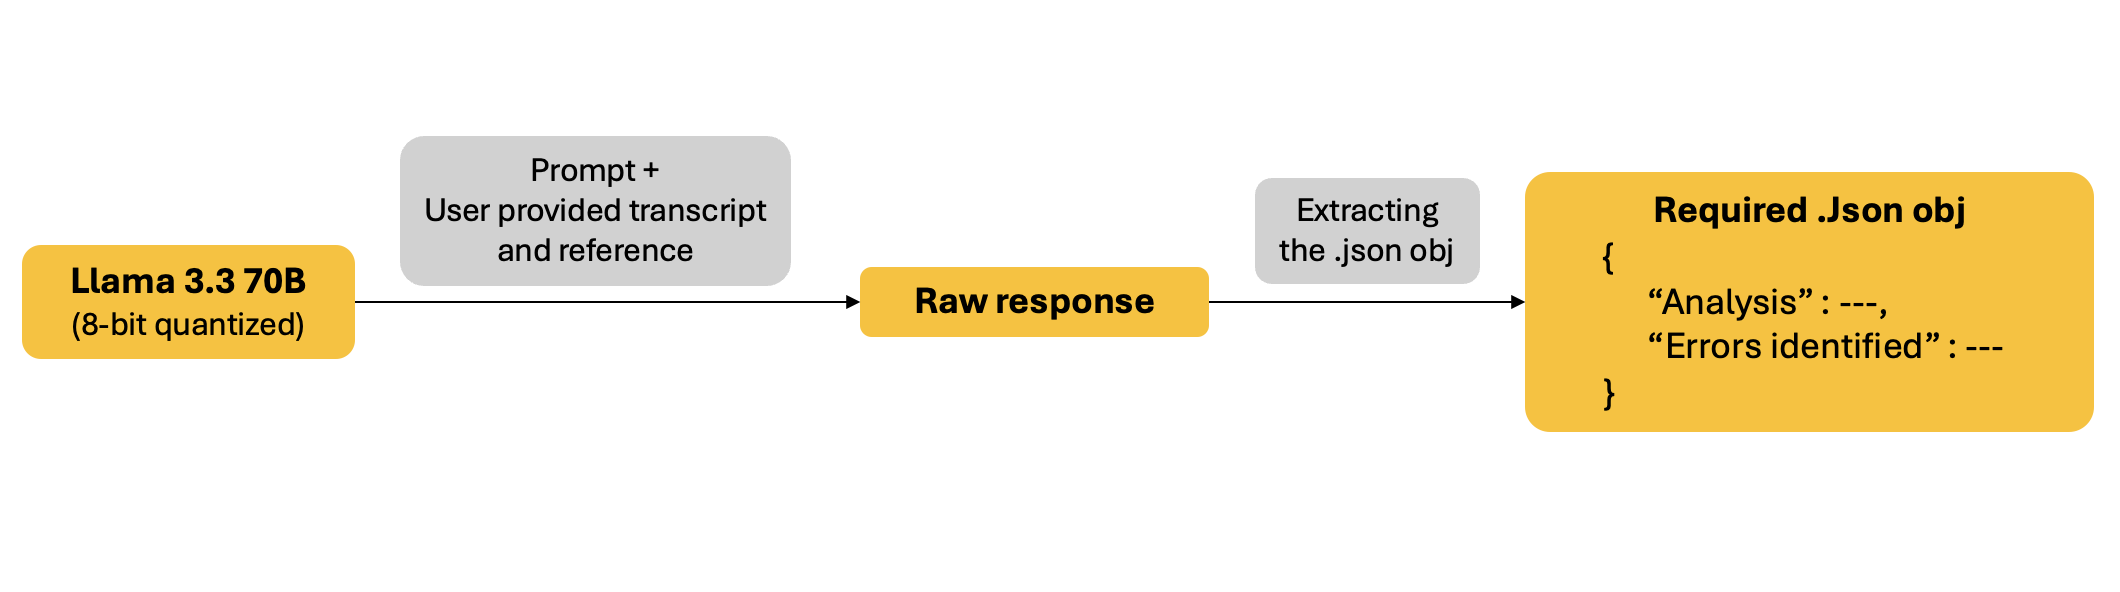 Llama 3.3 70B
(8-bit quantized)
Prompt +
User provided transcript
and reference
Raw response
Extracting
the .json obj
Required .Json obj
{
“Analysis” : ---,
“Errors identified” : ---
}